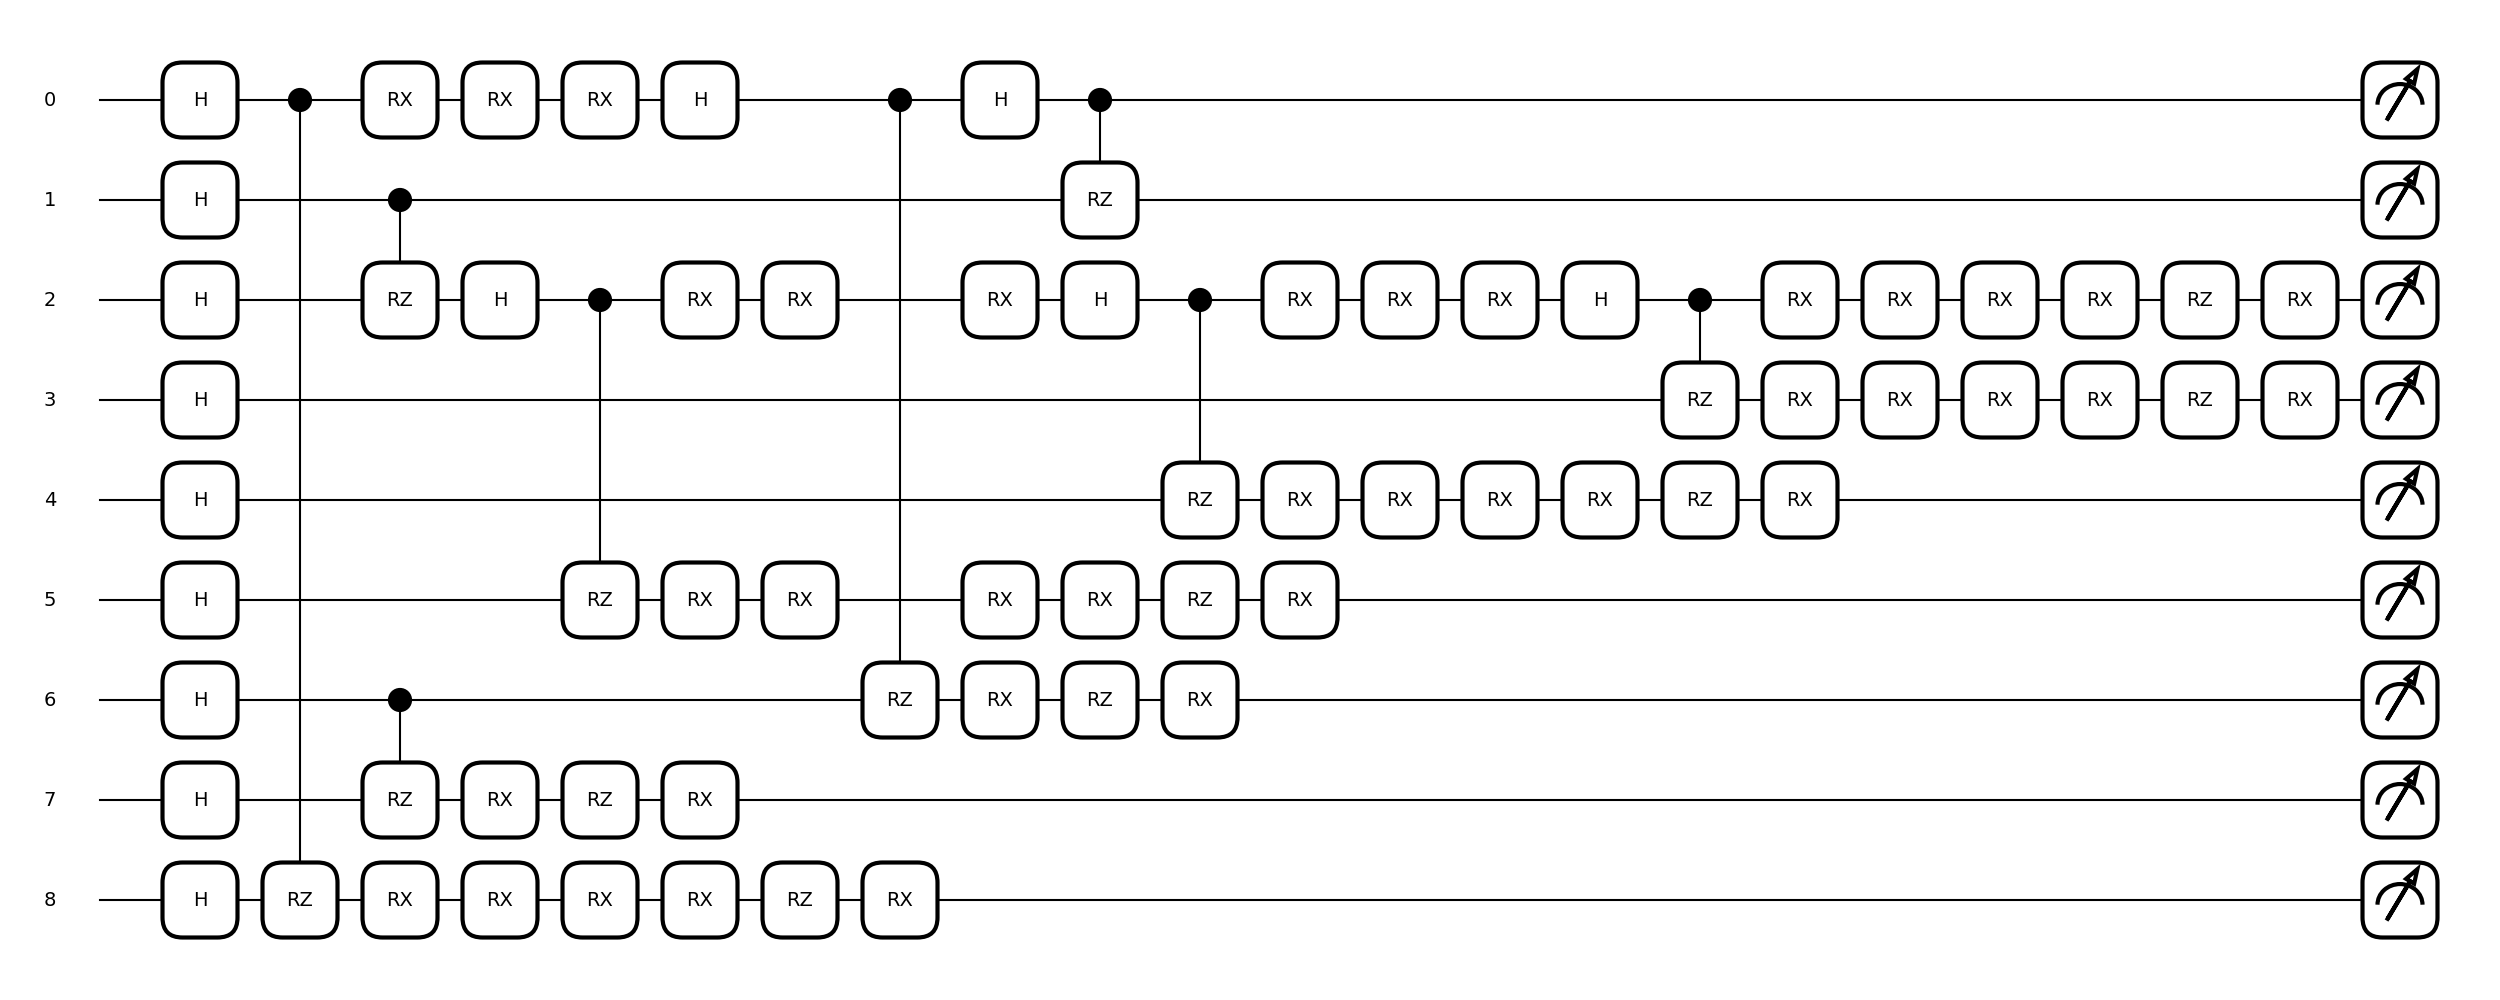 0 H RX RX RX H H
1 H RZ
2 H RZ H RX RX RX H RX RX RX H RX RX RX RX RZ RX
3 H RZ RX RX RX RX RZ RX
4 H RZ RX RX RX RX RZ RX
5 H RZ RX RX RX RX RZ RX
6 H RZ RX RZ RX
7 H RZ RX RZ RX
8 H RZ RX RX RX RX RZ RX